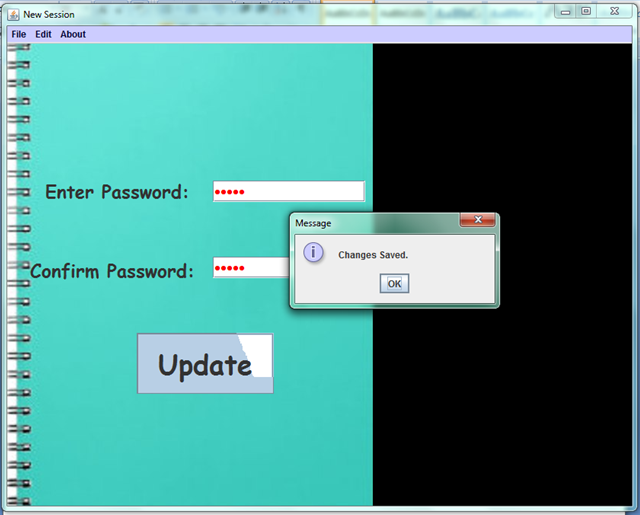 New Session
File Edit About
Enter Password:
Message
Changes Saved.
Confirm Password:
OK
Update